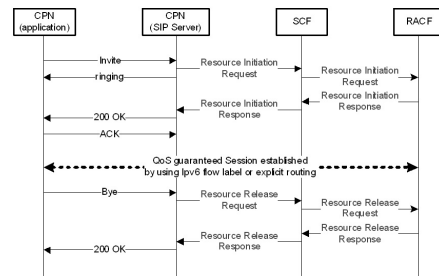 CPN
(application)
CPN
(SIP Server)
SCF
RACF
Invite
ringing
Resource Initiation
Request
Resource Initiation
Request
Resource Initiation
Response
Resource Initiation
Response
200 OK
ACK
QoS guaranteed Session established
by using Ipv6 flow label or explicit routing
Bye
Resource Release
Request
Resource Release
Request
Resource Release
Response
Resource Release
Response
200 OK